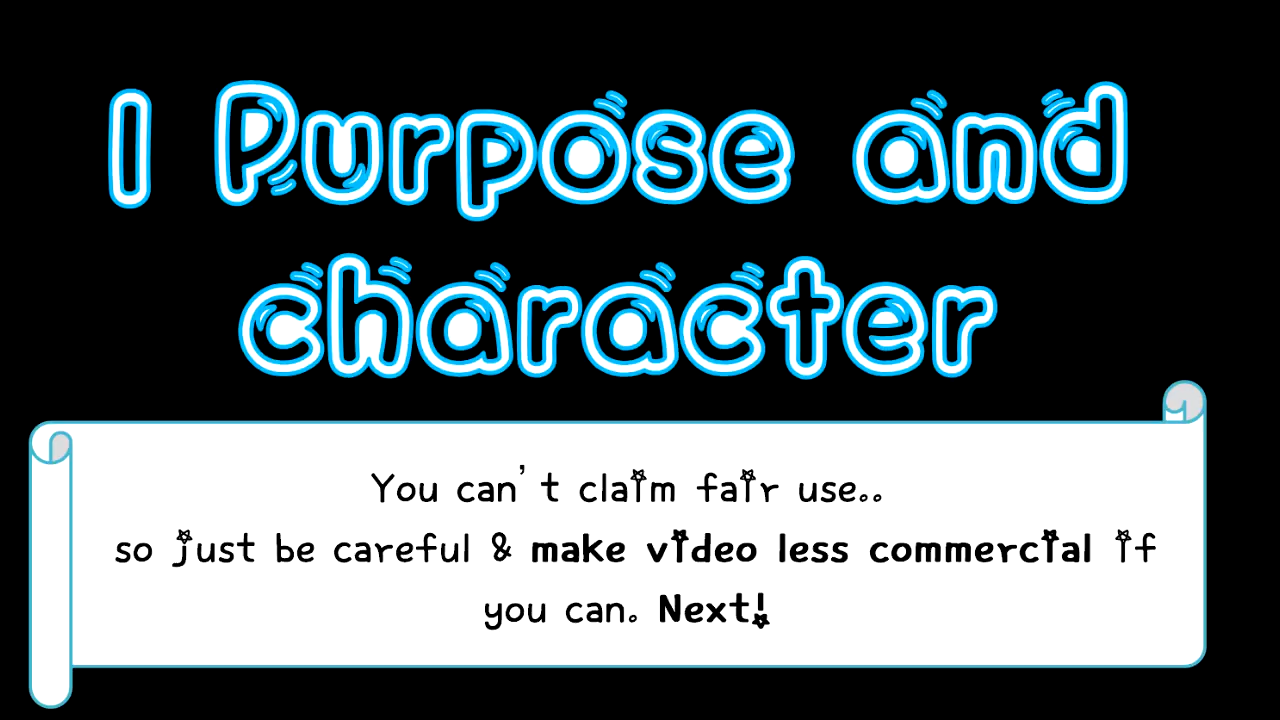 1 Purpose and
character
You can't claim fair use..
so just be careful & make video less commercial if
you can. Next!